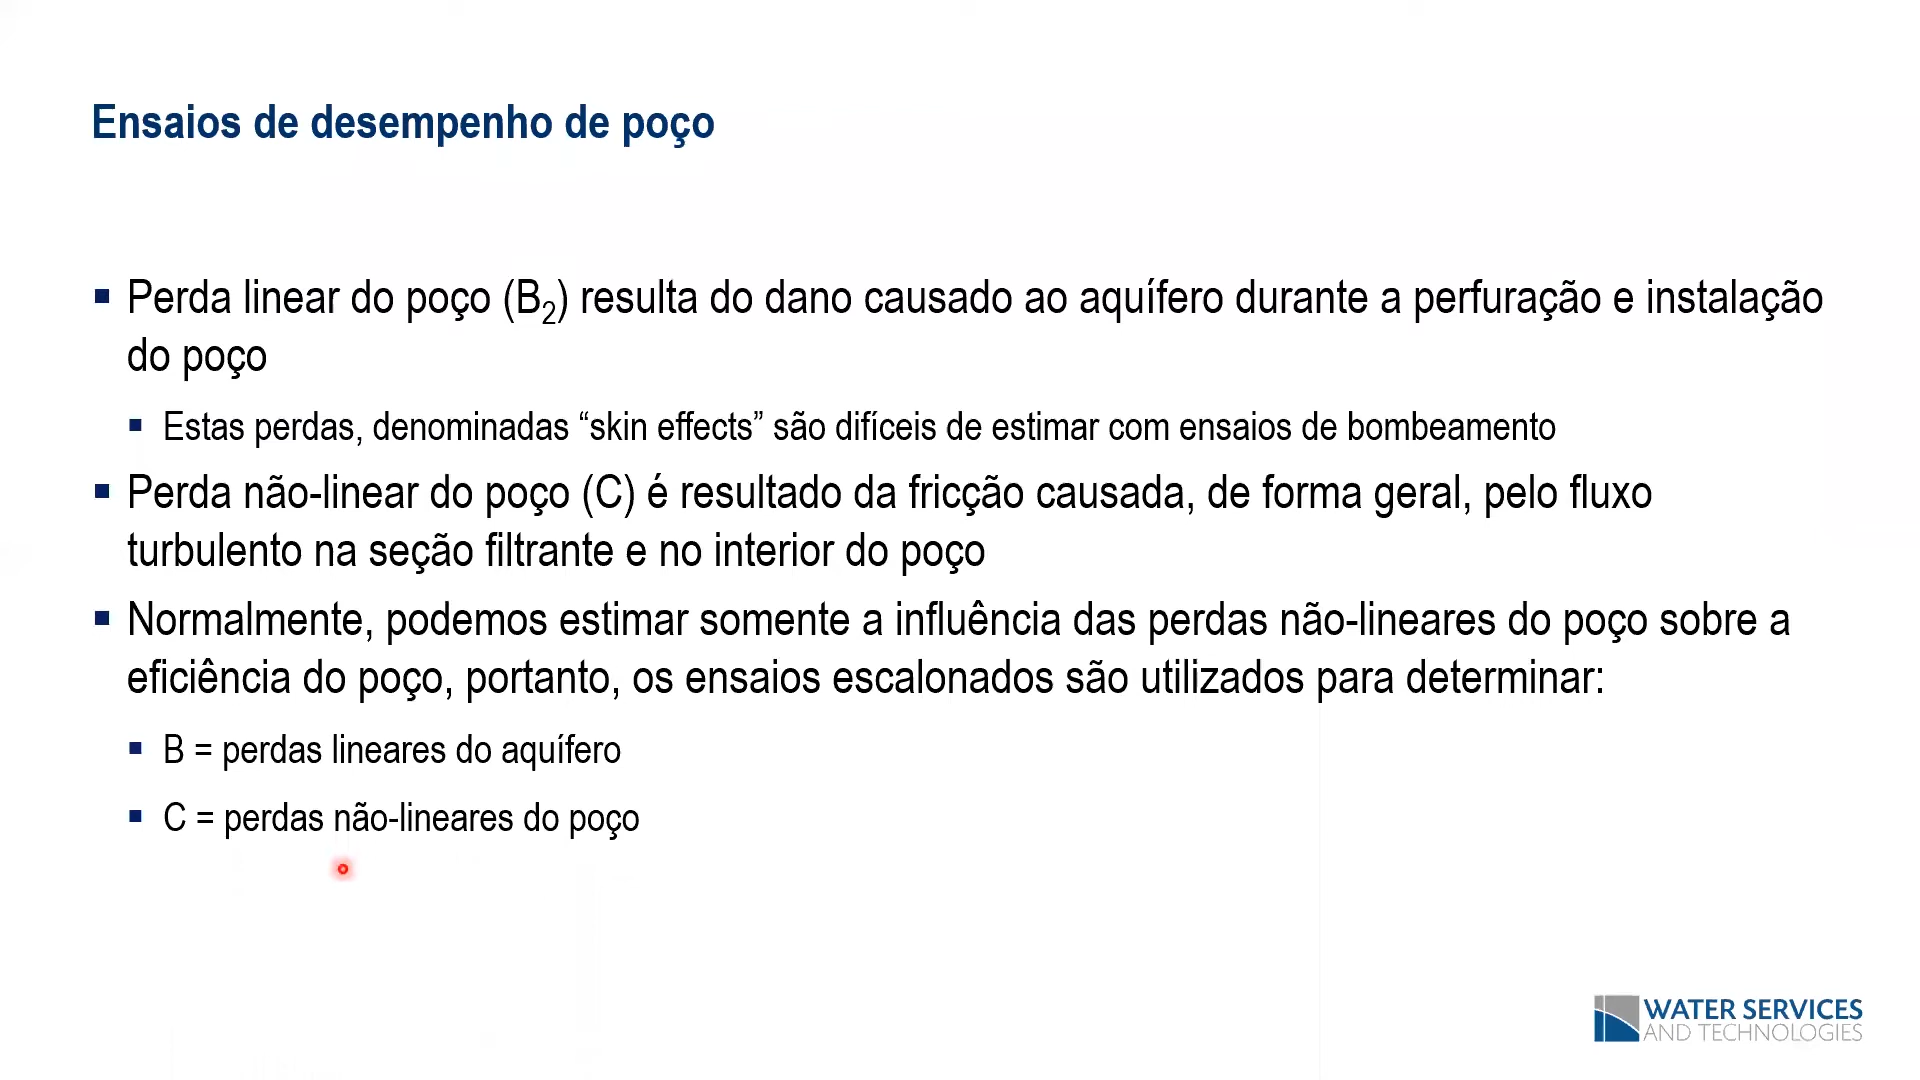 Ensaios de desempenho de poço
▪ Perda linear do poço (B₂) resulta do dano causado ao aquífero durante a perfuração e instalação
do poço
▪ Estas perdas, denominadas “skin effects” são difíceis de estimar com ensaios de bombeamento
▪ Perda não-linear do poço (C) é resultado da fricção causada, de forma geral, pelo fluxo
turbulento na seção filtrante e no interior do poço
▪ Normalmente, podemos estimar somente a influência das perdas não-lineares do poço sobre a
eficiência do poço, portanto, os ensaios escalonados são utilizados para determinar:
▪ B = perdas lineares do aquífero
▪ C = perdas não-lineares do poço
WATER SERVICES
AND TECHNOLOGIES